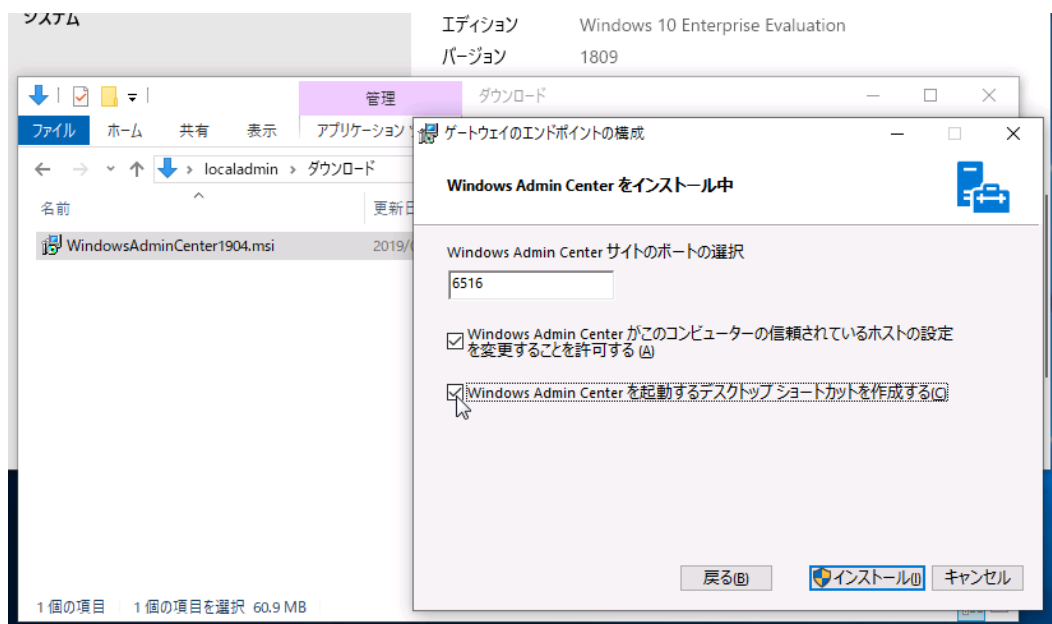 システム
エディション Windows 10 Enterprise Evaluation
バージョン 1809
管理 ダウンロード
ファイル ホーム 共有 表示 アプリケーション
localadmin ダウンロード
名前 更新日
WindowsAdminCenter1904.msi 2019/
1 個の項目 1 個の項目を選択 60.9 MB
ゲートウェイのエンドポイントの構成
Windows Admin Center をインストール中
Windows Admin Center サイトのポートの選択
6516
Windows Admin Center がこのコンピューターの信頼されているホストの設定
を変更することを許可する (A)
Windows Admin Center を起動するデスクトップ ショートカットを作成する(C)
戻る(B) インストール(I) キャンセル